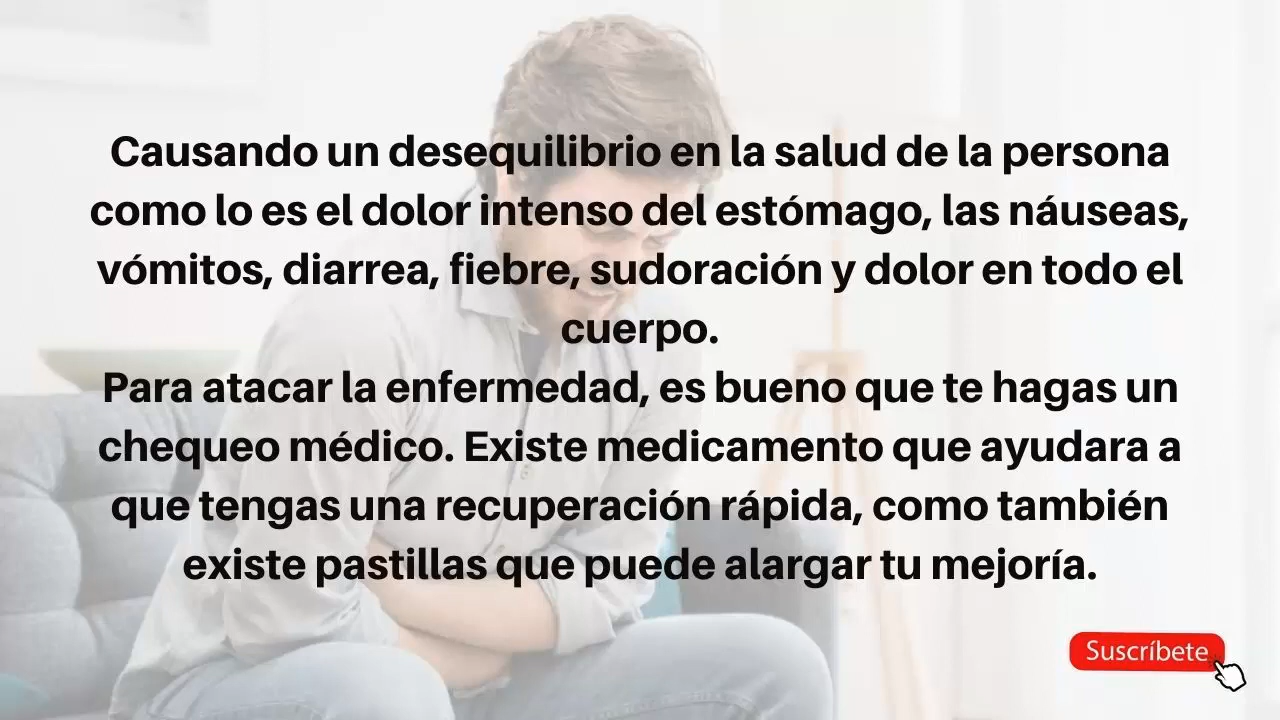 Causando un desequilibrio en la salud de la persona
como lo es el dolor intenso del estómago, las náuseas,
vómitos, diarrea, fiebre, sudoración y dolor en todo el
cuerpo.
Para atacar la enfermedad, es bueno que te hagas un
chequeo médico. Existe medicamento que ayudara a
que tengas una recuperación rápida, como también
existe pastillas que puede alargar tu mejoría.
Suscríbete